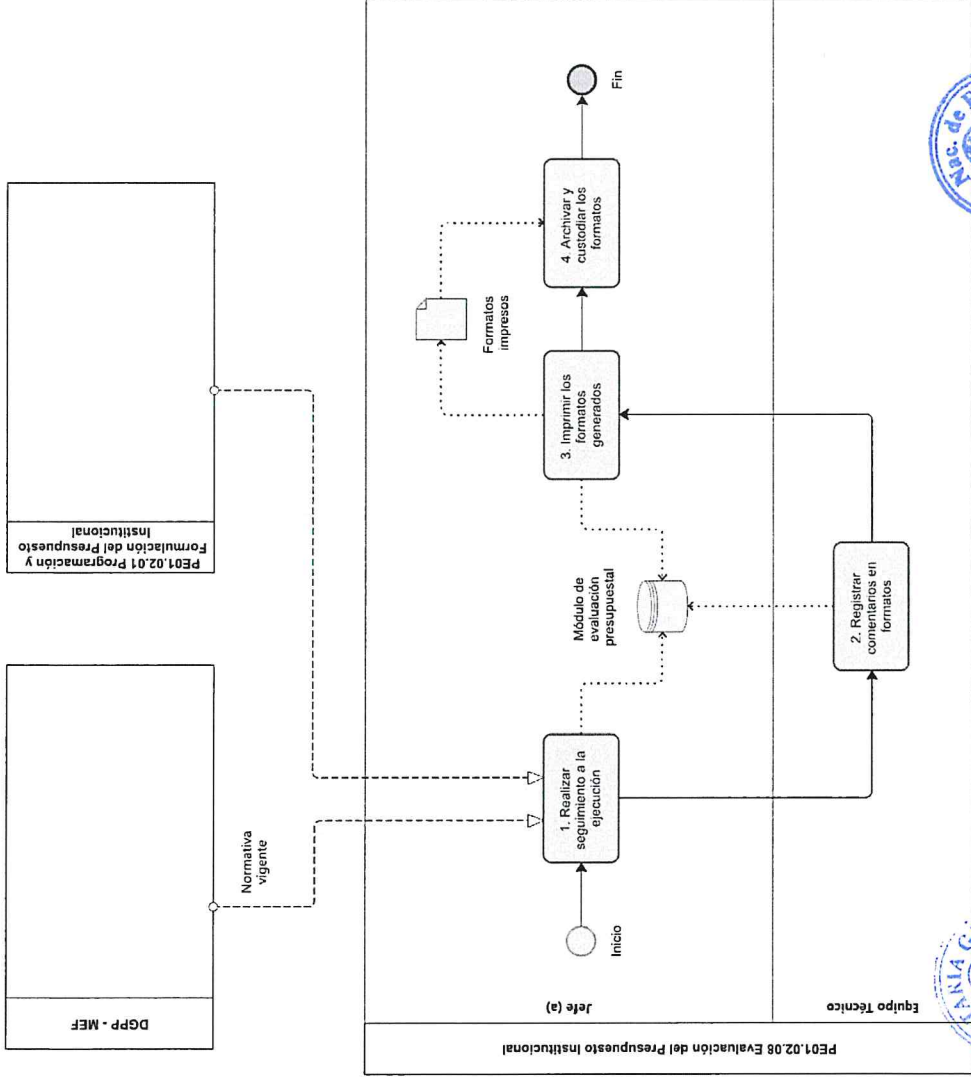 DGPP - MEF
PE01.02.01 Programación y
Formulación del Presupuesto
Institucional
Normativa
vigente
PE01.02.08 Evaluación del Presupuesto Institucional
Jefe (a)
Equipo Técnico
Inicio
1. Realizar
seguimiento a la
ejecución
Módulo de
evaluación
presupuestal
2. Registrar
comentarios en
formatos
3. Imprimir los
formatos
generados
Formatos
impresos
4. Archivar y
custodiar los
formatos
Fin
Nac. de